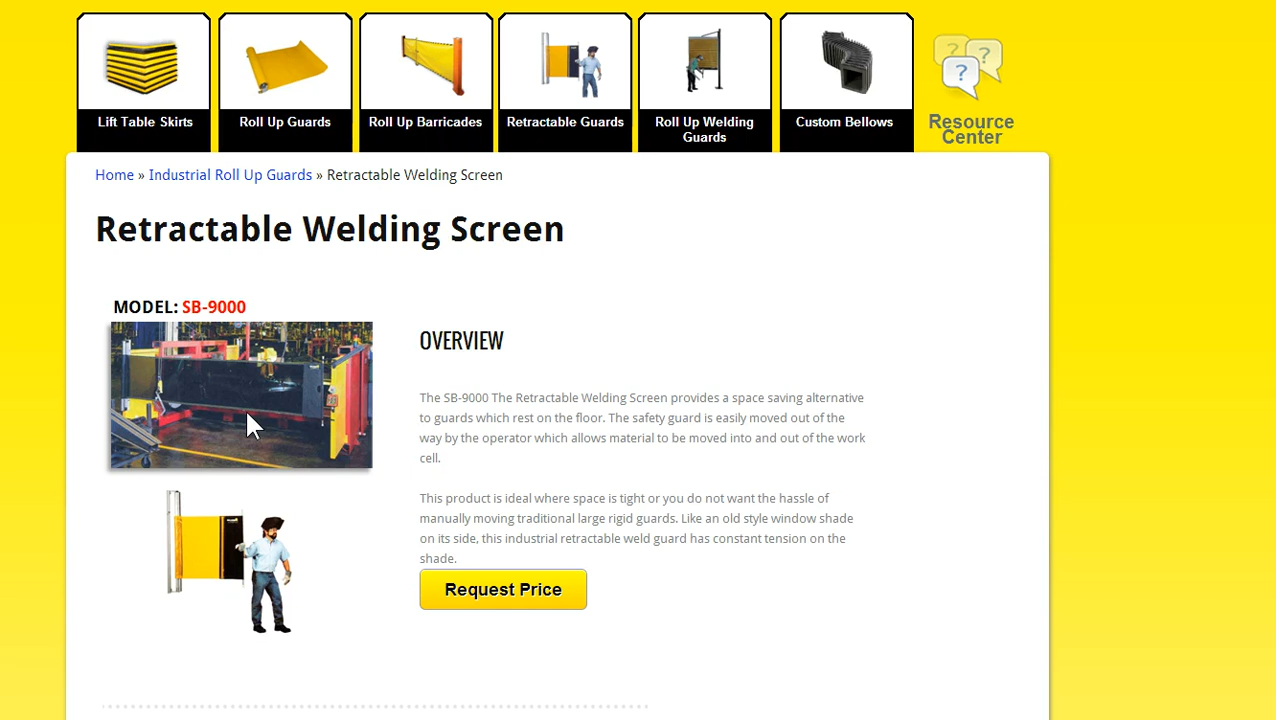 Lift Table Skirts
Roll Up Guards
Roll Up Barricades
Retractable Guards
Roll Up Welding
Guards
Custom Bellows
? ? ?
Resource
Center
Home » Industrial Roll Up Guards » Retractable Welding Screen
Retractable Welding Screen
MODEL: SB-9000
OVERVIEW
The SB-9000 The Retractable Welding Screen provides a space saving alternative
to guards which rest on the floor. The safety guard is easily moved out of the
way by the operator which allows material to be moved into and out of the work
cell.
This product is ideal where space is tight or you do not want the hassle of
manually moving traditional large rigid guards. Like an old style window shade
on its side, this industrial retractable weld guard has constant tension on the
shade.
Request Price